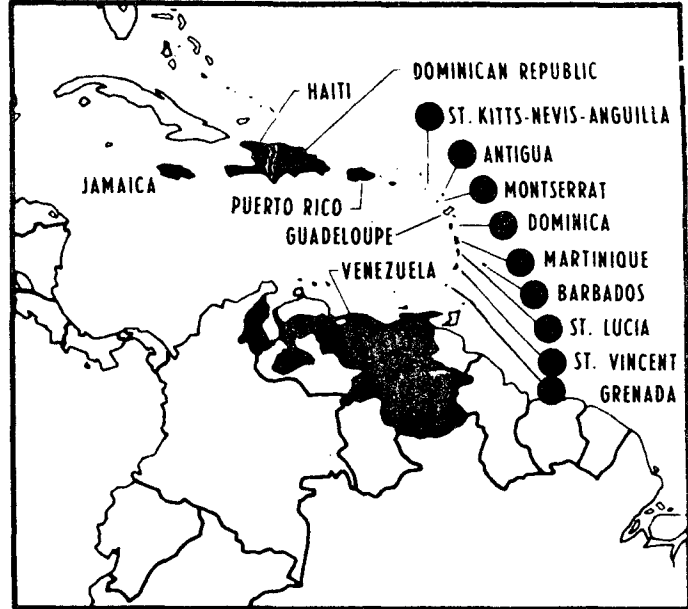 DOMINICAN REPUBLIC
HAITI
ST. KITTS-NEVIS-ANGUILLA
ANTIGUA
JAMAICA
MONTSERRAT
PUERTO RICO
DOMINICA
GUADELOUPE
MARTINIQUE
VENEZUELA
BARBADOS
ST. LUCIA
ST. VINCENT
GRENADA